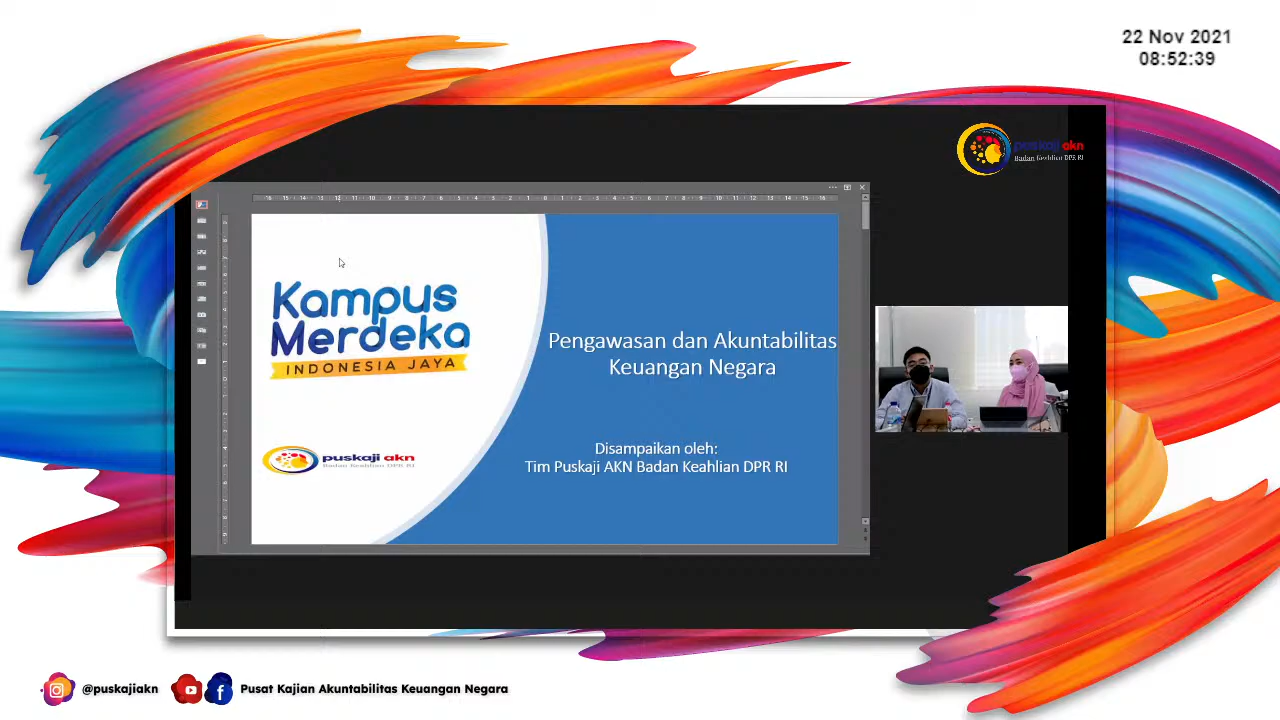 22 Nov 2021
08:52:39
puskaji akn
Badan Keahlian DPR RI
Kampus
Merdeka
INDONESIA JAYA
Pengawasan dan Akuntabilitas
Keuangan Negara
puskaji akn
Badan Keahlian DPR RI
Disampaikan oleh:
Tim Puskaji AKN Badan Keahlian DPR RI
@puskajiakn
Pusat Kajian Akuntabilitas Keuangan Negara